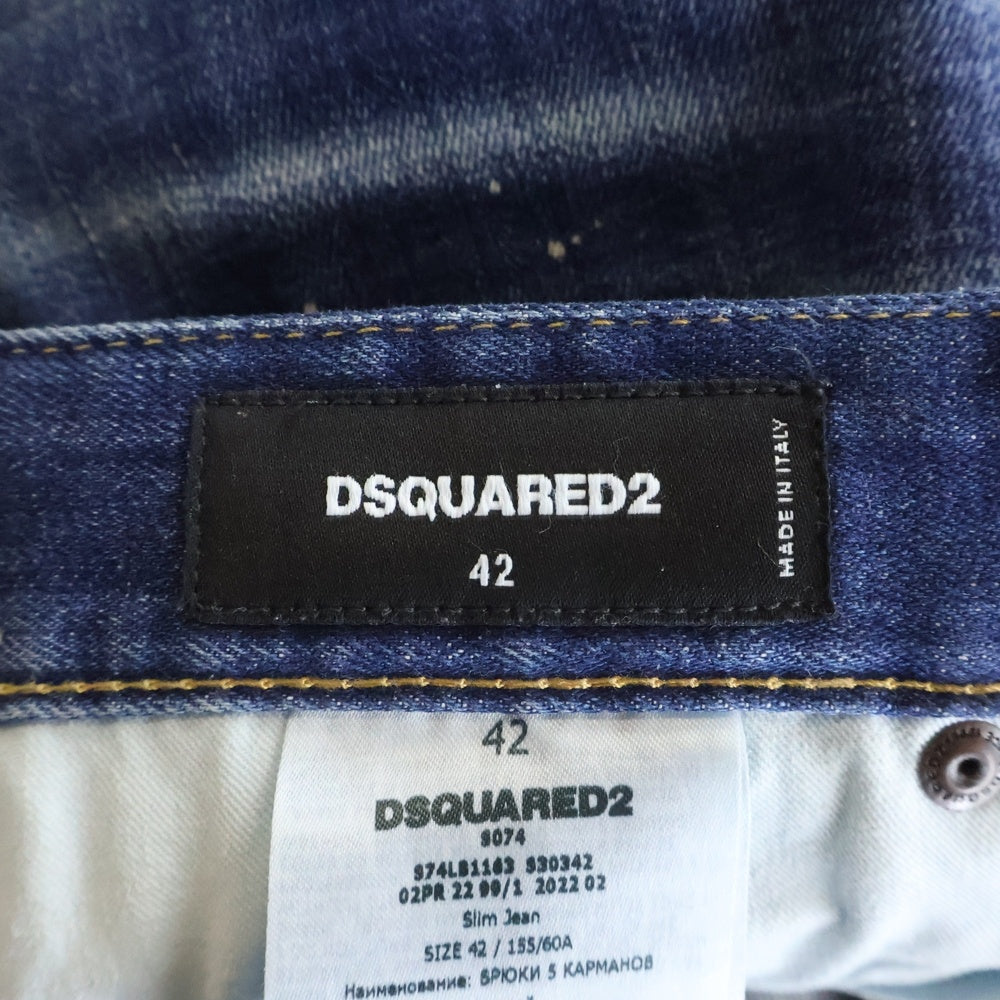 DSQUARED2
42
MADE IN ITALY
42
DSQUARED2
S074
S74LB1163 S30342
02PR 22 99/1 2022 02
Slim Jean
SIZE 42 / 155/60A
Наименование: БРЮКИ 5 КАРМАНОВ